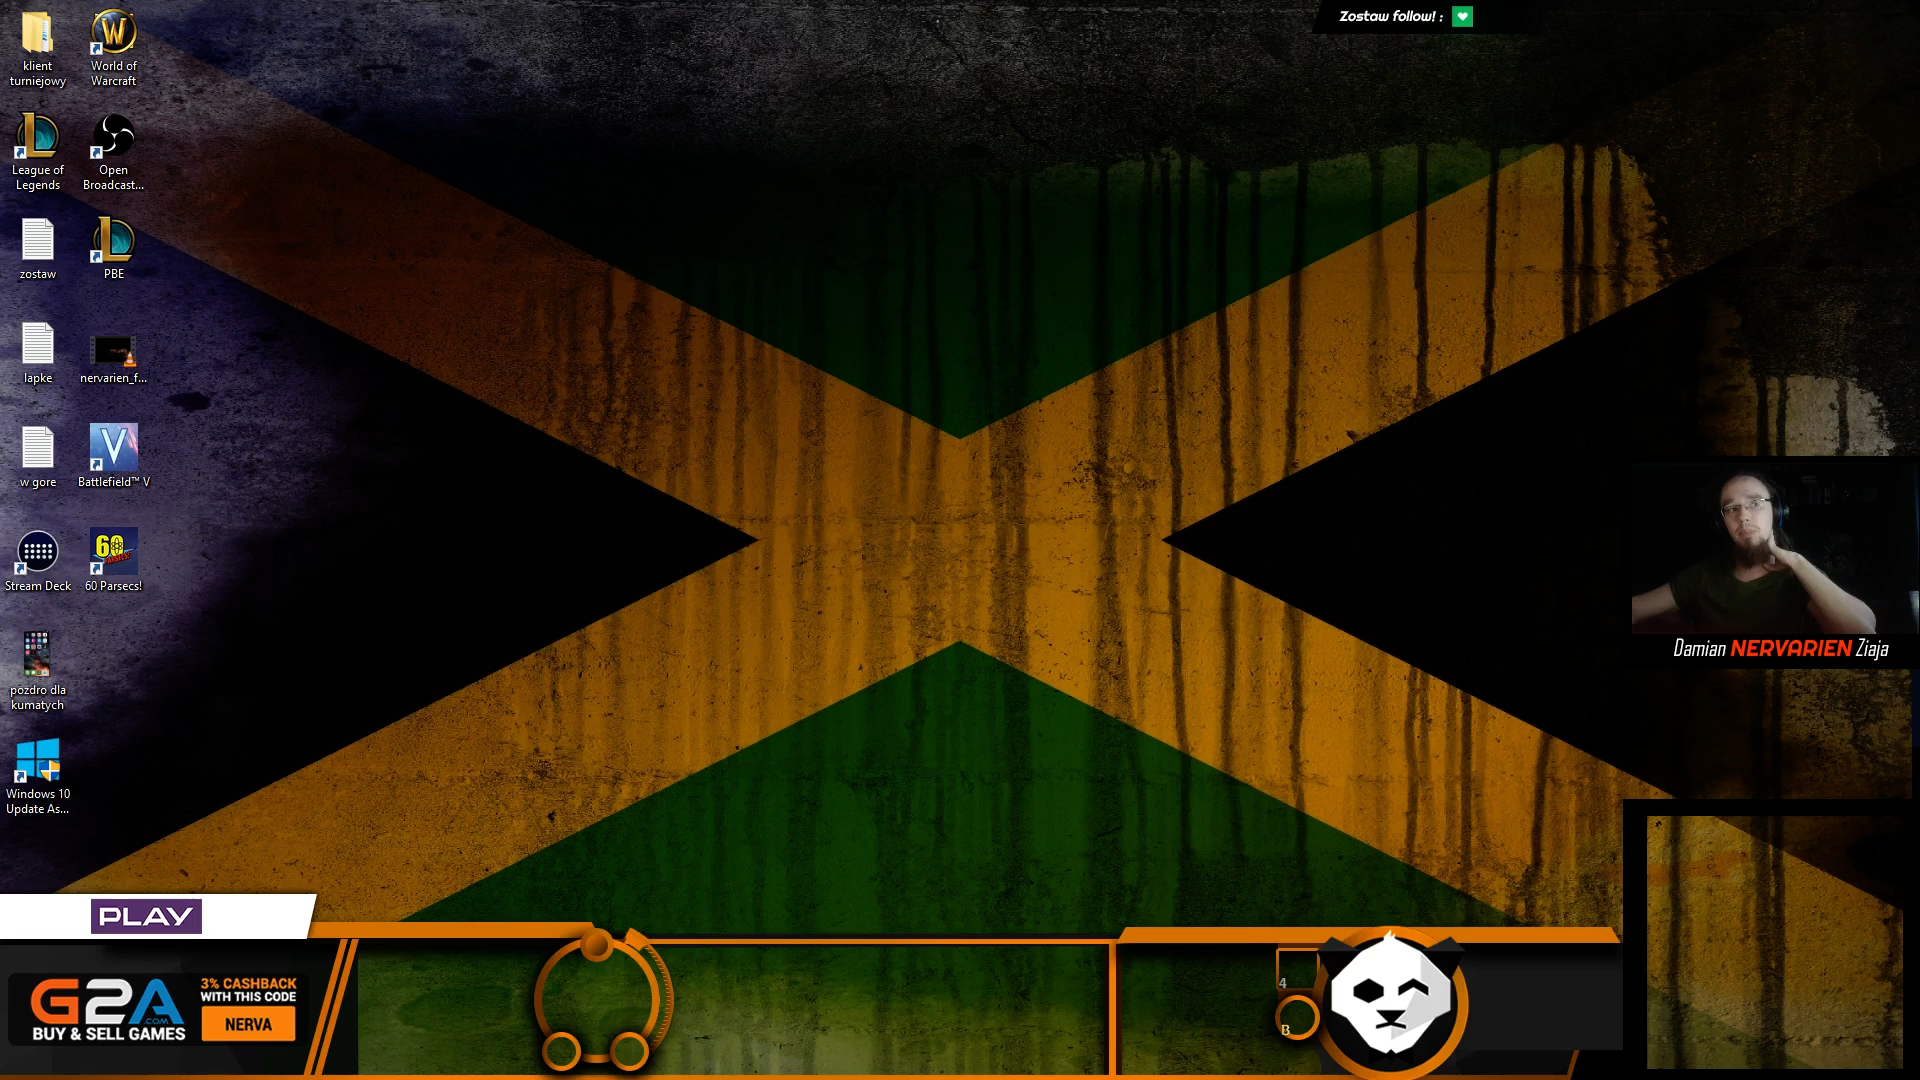 Zostaw follow! :
klient
turniejowy
World of
Warcraft
League of
Legends
Open
Broadcast...
zostaw
PBE
lapke
nervarien_f...
w gore
Battlefield™ V
Stream Deck
60 Parsecs!
pozdro dla
kumatych
Windows 10
Update As...
Damian NERVARIEN Ziaja
PLAY
G2A
.COM
BUY & SELL GAMES
3% CASHBACK
WITH THIS CODE
NERVA
4
B